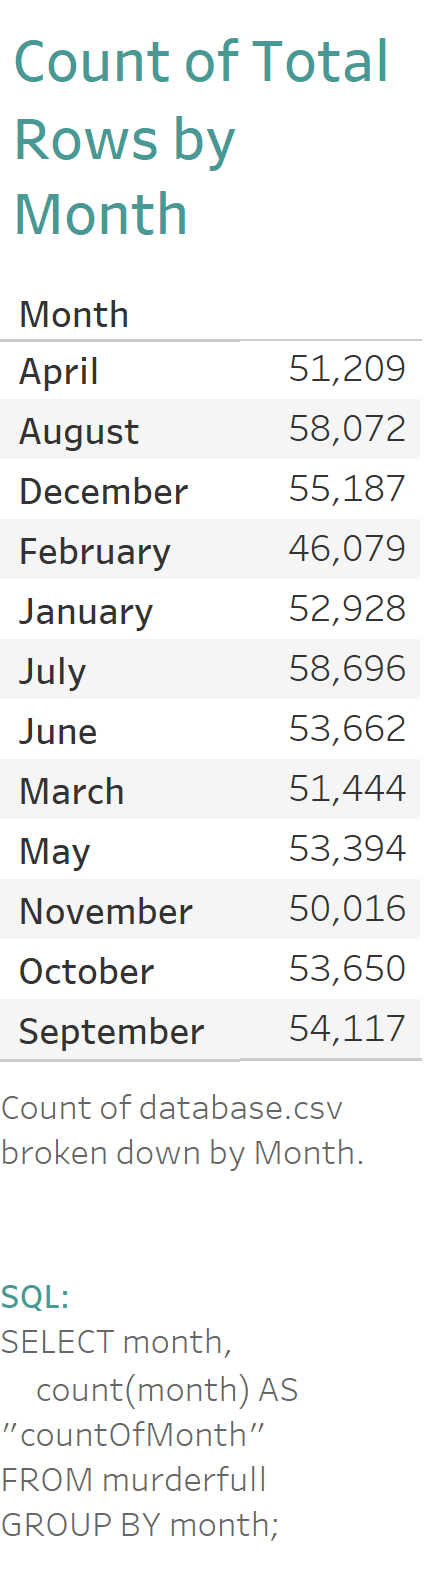 Count of Total
Rows by
Month
Month
April 51,209
August 58,072
December 55,187
February 46,079
January 52,928
July 58,696
June 53,662
March 51,444
May 53,394
November 50,016
October 53,650
September 54,117
Count of database.csv
broken down by Month.
SQL:
SELECT month,
count(month) AS
"countOfMonth"
FROM murderfull
GROUP BY month;